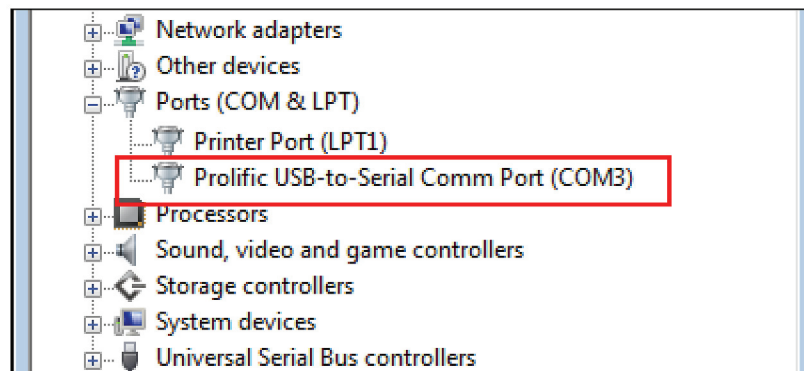 Network adapters
Other devices
Ports (COM & LPT)
Printer Port (LPT1)
Prolific USB-to-Serial Comm Port (COM3)
Processors
Sound, video and game controllers
Storage controllers
System devices
Universal Serial Bus controllers